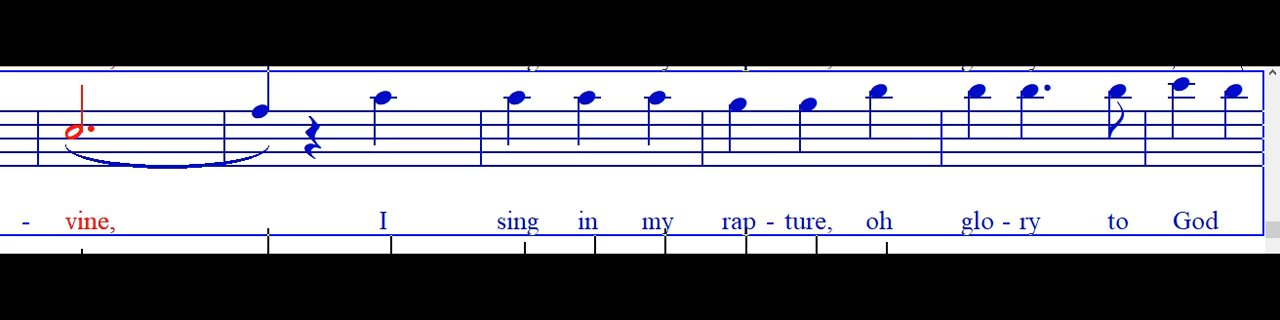 - vine, I sing in my rap - ture, oh glo - ry to God